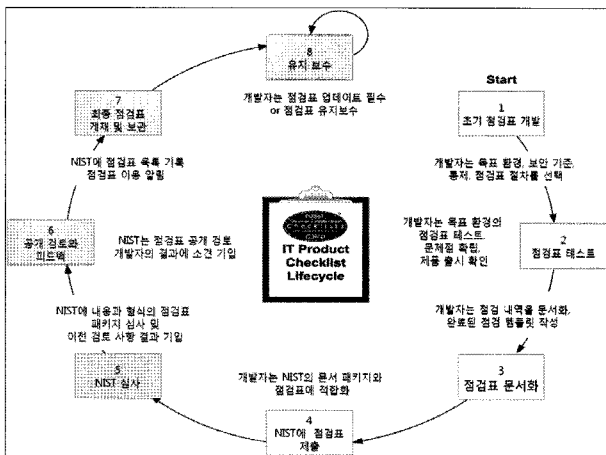 Start
1
초기 점검표 개발
개발자는 목표 환경, 보안 기준,
통제, 점검표 절차를 선택
2
점검표 테스트
개발자는 목표 환경의
점검표 테스트,
문제점 확립,
제품 출시 확인
개발자는 점검 내역을 문서화,
완료된 점검 템플릿 작성
3
점검표 문서화
개발자는 NIST의 문서 패키지와
점검표에 적합화
4
NIST에 점검표
제출
5
NIST 심사
NIST에 내용과 형식의 점검표
패키지 심사 및
이전 검토 사항 결과 기입
6
공개 검토와
피드백
NIST는 점검표 공개 검토
개발자의 결과에 소견 기입
NIST에 점검표 목록 기록
점검표 이용 알림
7
최종 점검표
게재 및 보관
8
유지 보수
개발자는 점검표 업데이트 필수
or 점검표 유지보수
CHECKLISTS
IT Product
Checklist
Lifecycle